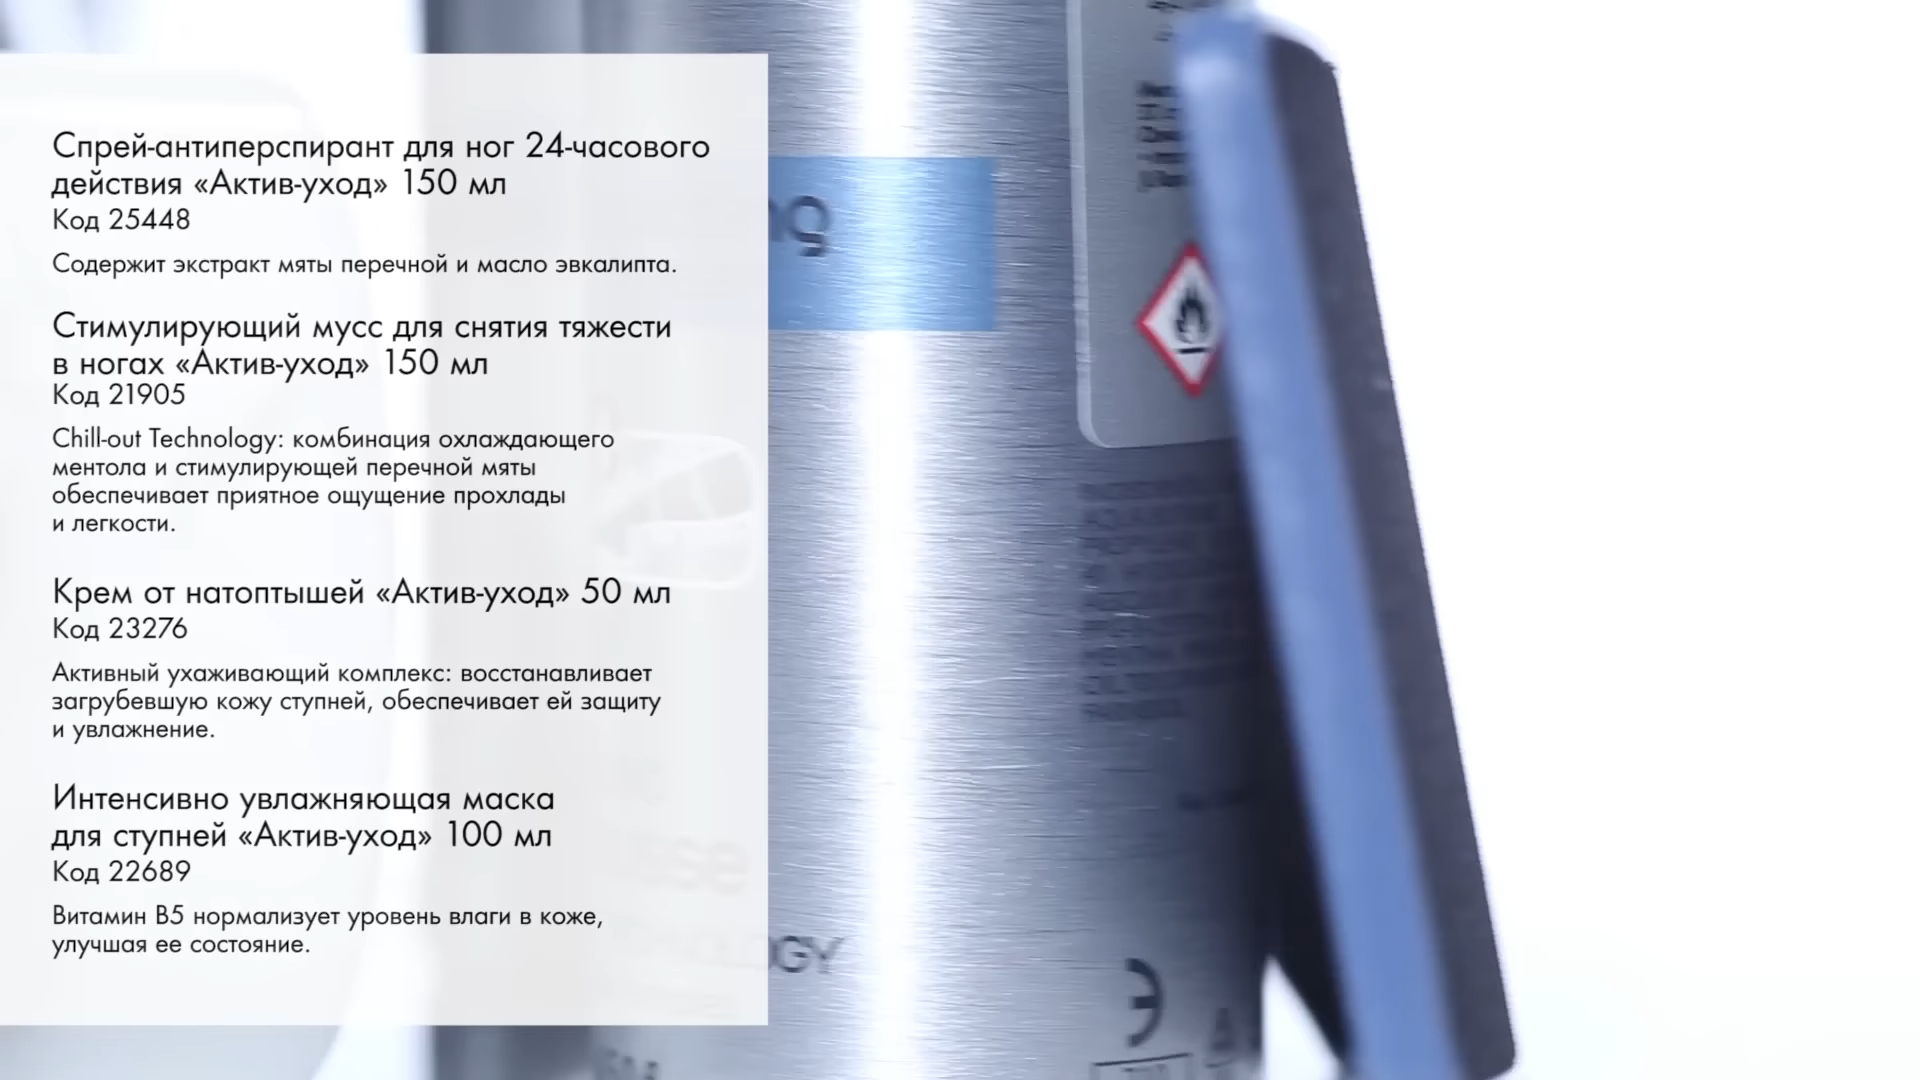 Спрей-антиперспирант для ног 24-часового
действия «Актив-уход» 150 мл
Код 25448
Содержит экстракт мяты перечной и масло эвкалипта.
Стимулирующий мусс для снятия тяжести
в ногах «Актив-уход» 150 мл
Код 21905
Chill-out Technology: комбинация охлаждающего
ментола и стимулирующей перечной мяты
обеспечивает приятное ощущение прохлады
и легкости.
Крем от натоптышей «Актив-уход» 50 мл
Код 23276
Активный ухаживающий комплекс: восстанавливает
загрубевшую кожу ступней, обеспечивает ей защиту
и увлажнение.
Интенсивно увлажняющая маска
для ступней «Актив-уход» 100 мл
Код 22689
Витамин B5 нормализует уровень влаги в коже,
улучшая ее состояние.